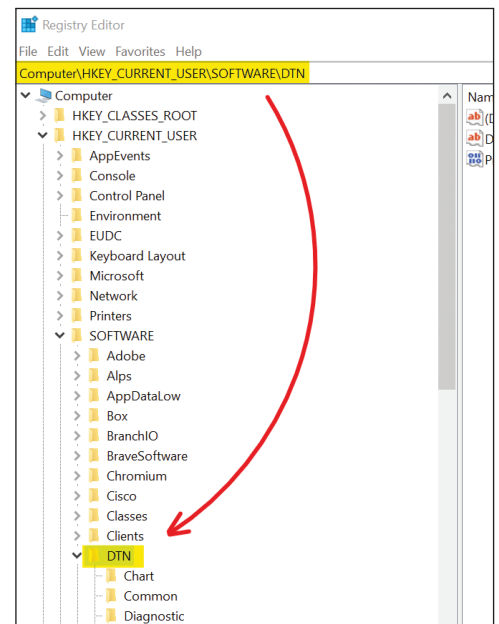 Registry Editor
File Edit View Favorites Help
Computer\HKEY_CURRENT_USER\SOFTWARE\DTN
Computer
HKEY_CLASSES_ROOT
HKEY_CURRENT_USER
AppEvents
Console
Control Panel
Environment
EUDC
Keyboard Layout
Microsoft
Network
Printers
SOFTWARE
Adobe
Alps
AppDataLow
Box
BranchIO
BraveSoftware
Chromium
Cisco
Classes
Clients
DTN
Chart
Common
Diagnostic